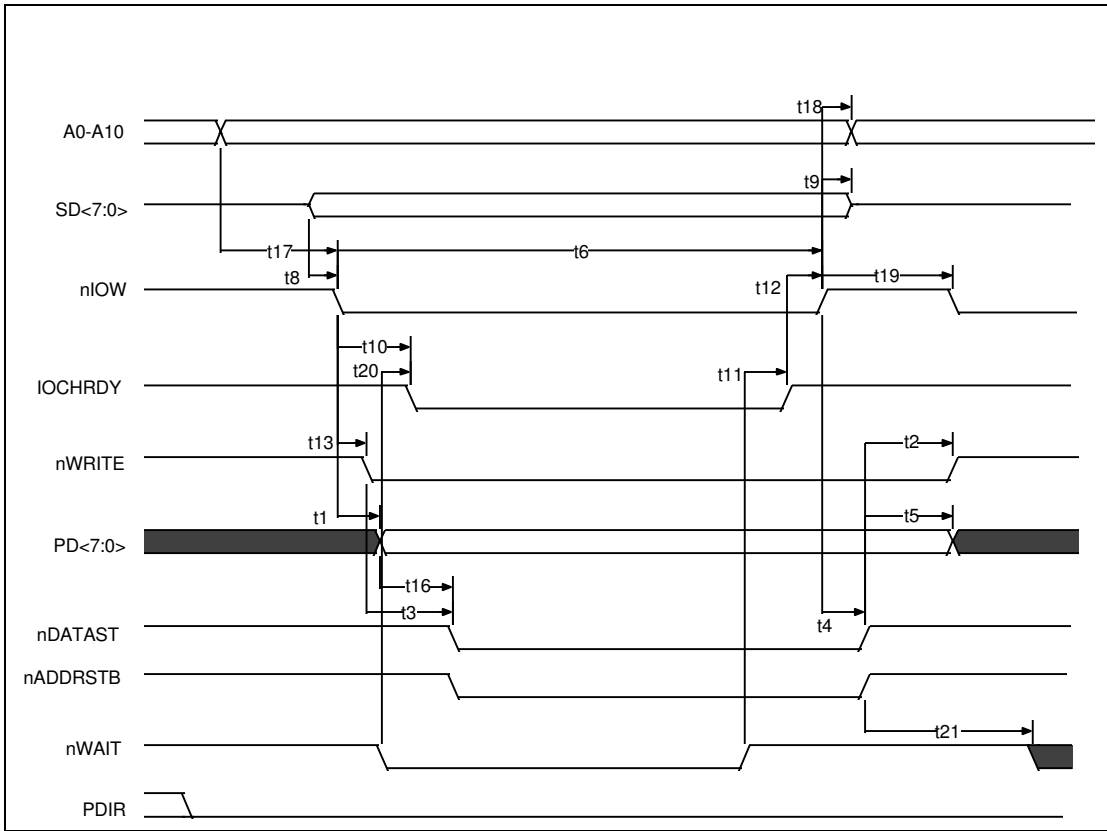 t18
A0-A10
t9
SD<7:0>
t17
t6
t8
t12
t19
nIOW
t10
t20
t11
IOCHRDY
t13
t2
nWRITE
t1
t5
PD<7:0>
t16
t3
t4
nDATAST
nADDRSTB
t21
nWAIT
PDIR